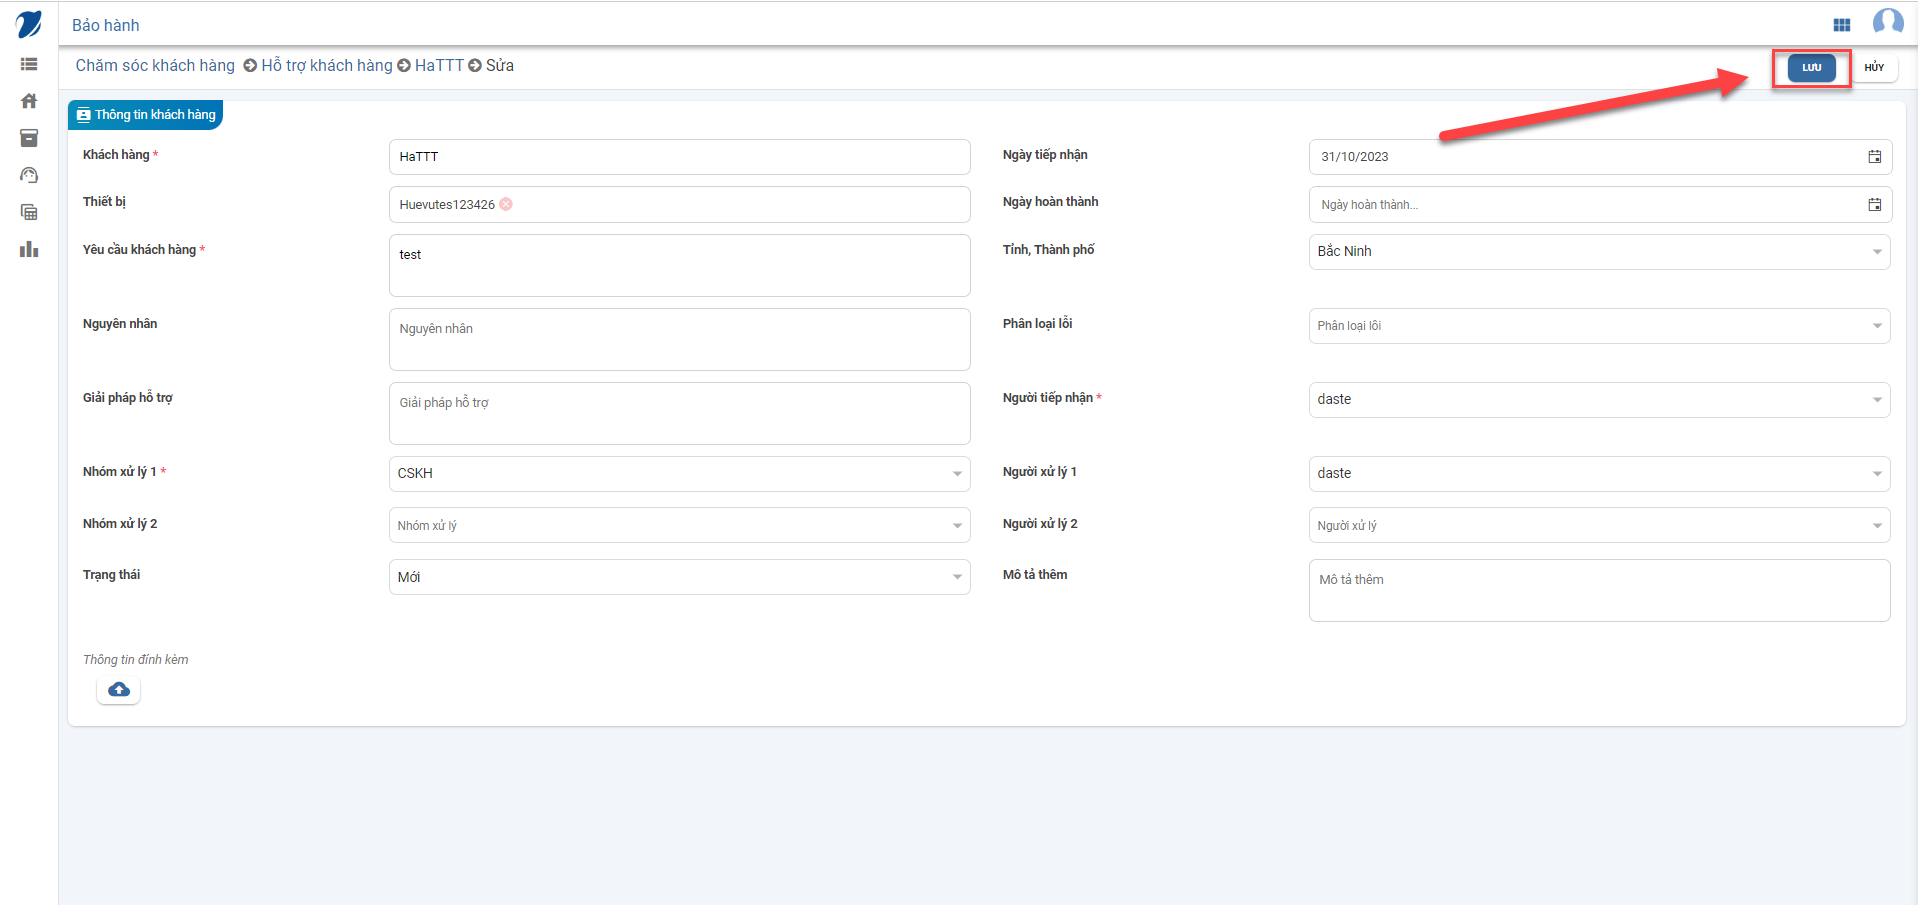 Bảo hành
Chăm sóc khách hàng Hỗ trợ khách hàng HaTTT Sửa
LƯU
HỦY
Thông tin khách hàng
Khách hàng *
HaTTT
Ngày tiếp nhận
31/10/2023
Thiết bị
Huevutes123426
Ngày hoàn thành
Ngày hoàn thành...
Yêu cầu khách hàng *
test
Tỉnh, Thành phố
Bắc Ninh
Nguyên nhân
Nguyên nhân
Phân loại lỗi
Phân loại lỗi
Giải pháp hỗ trợ
Giải pháp hỗ trợ
Người tiếp nhận *
daste
Nhóm xử lý 1 *
CSKH
Người xử lý 1
daste
Nhóm xử lý 2
Nhóm xử lý
Người xử lý 2
Người xử lý
Trạng thái
Mới
Mô tả thêm
Mô tả thêm
Thông tin đính kèm